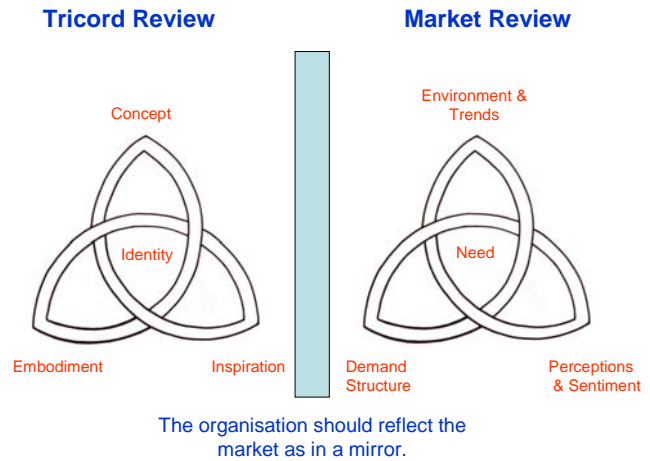 Tricord Review
Market Review
Concept
Environment &
Trends
Identity
Need
Embodiment
Inspiration
Demand
Structure
Perceptions
& Sentiment
The organisation should reflect the
market as in a mirror.